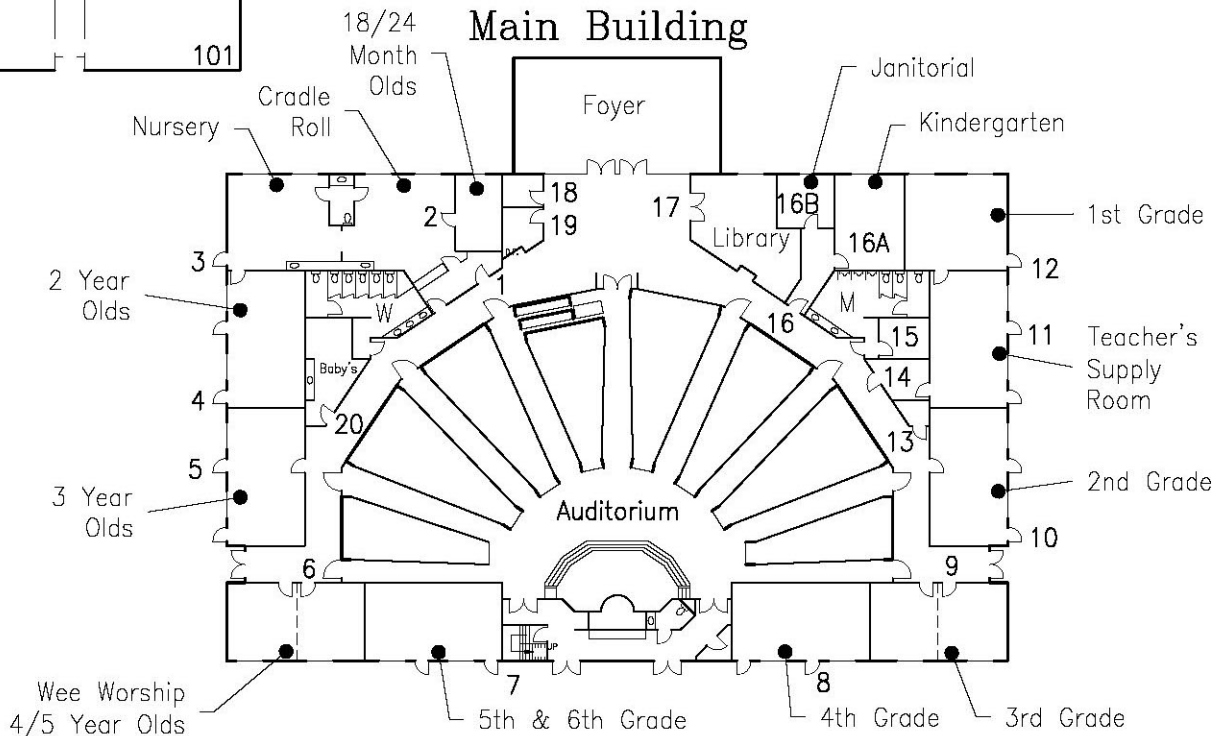 101
Main Building
18/24
Month
Olds
Cradle
Roll
Nursery
Foyer
Janitorial
Kindergarten
1st Grade
18
19
17
16B
16A
Library
2
3
12
2 Year
Olds
W
M
16
15
11
Teacher's
Supply
Room
Baby's
14
4
20
13
5
3 Year
Olds
Auditorium
2nd Grade
10
6
9
UP
7
8
Wee Worship
4/5 Year Olds
5th & 6th Grade
4th Grade
3rd Grade